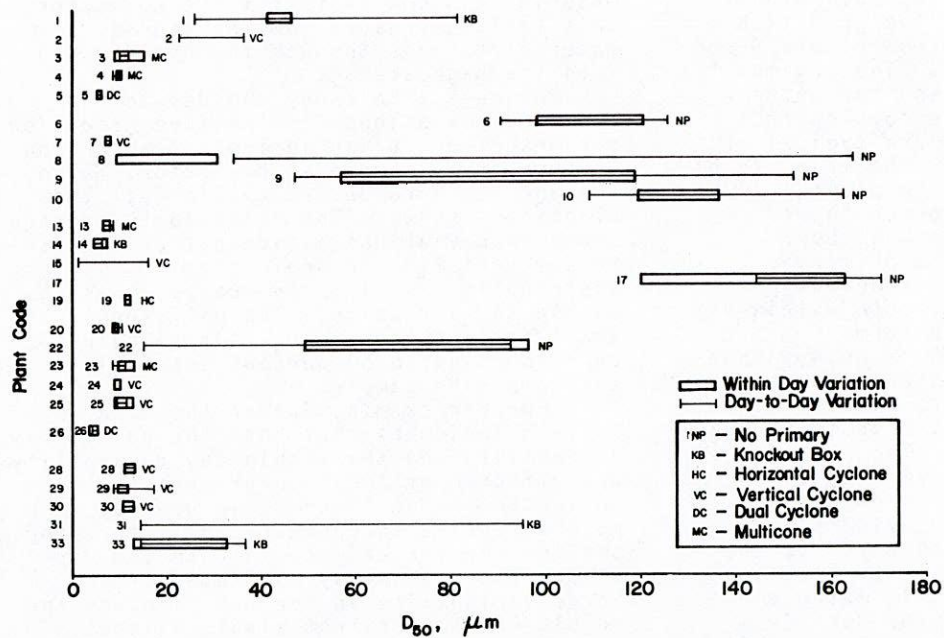 Plant Code
1 KB
2 2 VC
3 3 MC
4 4 MC
5 5 DC
6 6 NP
7 7 VC
8 8 NP
9 9 NP
10 10 NP
13 13 MC
14 14 KB
15 VC
17 17 NP
19 19 HC
20 20 VC
22 22 NP
23 23 MC
24 24 VC
25 25 VC
26 26 DC
28 28 VC
29 29 VC
30 30 VC
31 31 KB
33 33 KB
Within Day Variation
Day-to-Day Variation
NP – No Primary
KB – Knockout Box
HC – Horizontal Cyclone
VC – Vertical Cyclone
DC – Dual Cyclone
MC – Multicone
0 20 40 60 80 100 120 140 160 180
D₅₀, μm